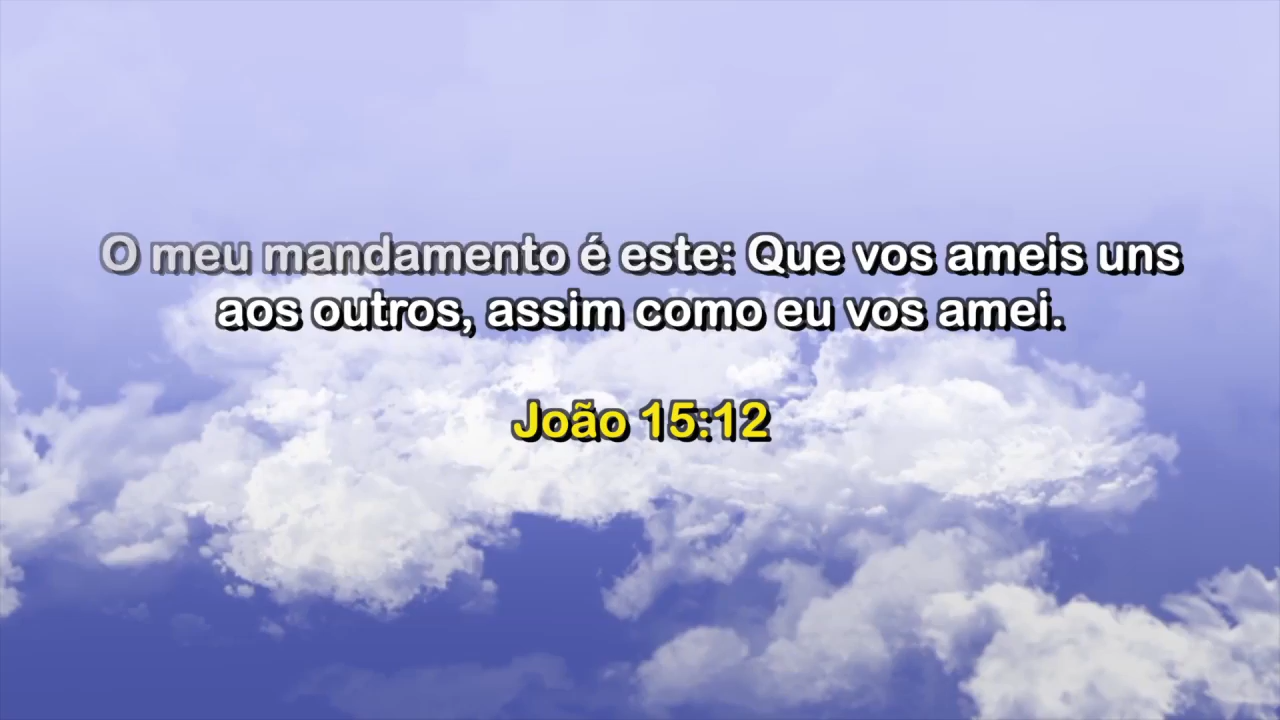 O meu mandamento é este: Que vos ameis uns
aos outros, assim como eu vos amei.
João 15:12